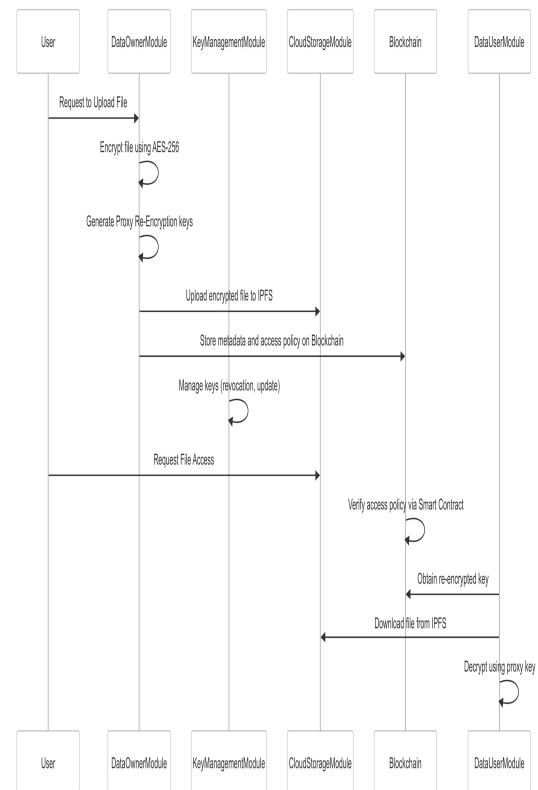 User DataOwnerModule KeyManagementModule CloudStorageModule Blockchain DataUserModule
Request to Upload File
Encrypt file using AES-256
Generate Proxy Re-Encryption keys
Upload encrypted file to IPFS
Store metadata and access policy on Blockchain
Manage keys (revocation, update)
Request File Access
Verify access policy via Smart Contract
Obtain re-encrypted key
Download file from IPFS
Decrypt using proxy key
User DataOwnerModule KeyManagementModule CloudStorageModule Blockchain DataUserModule